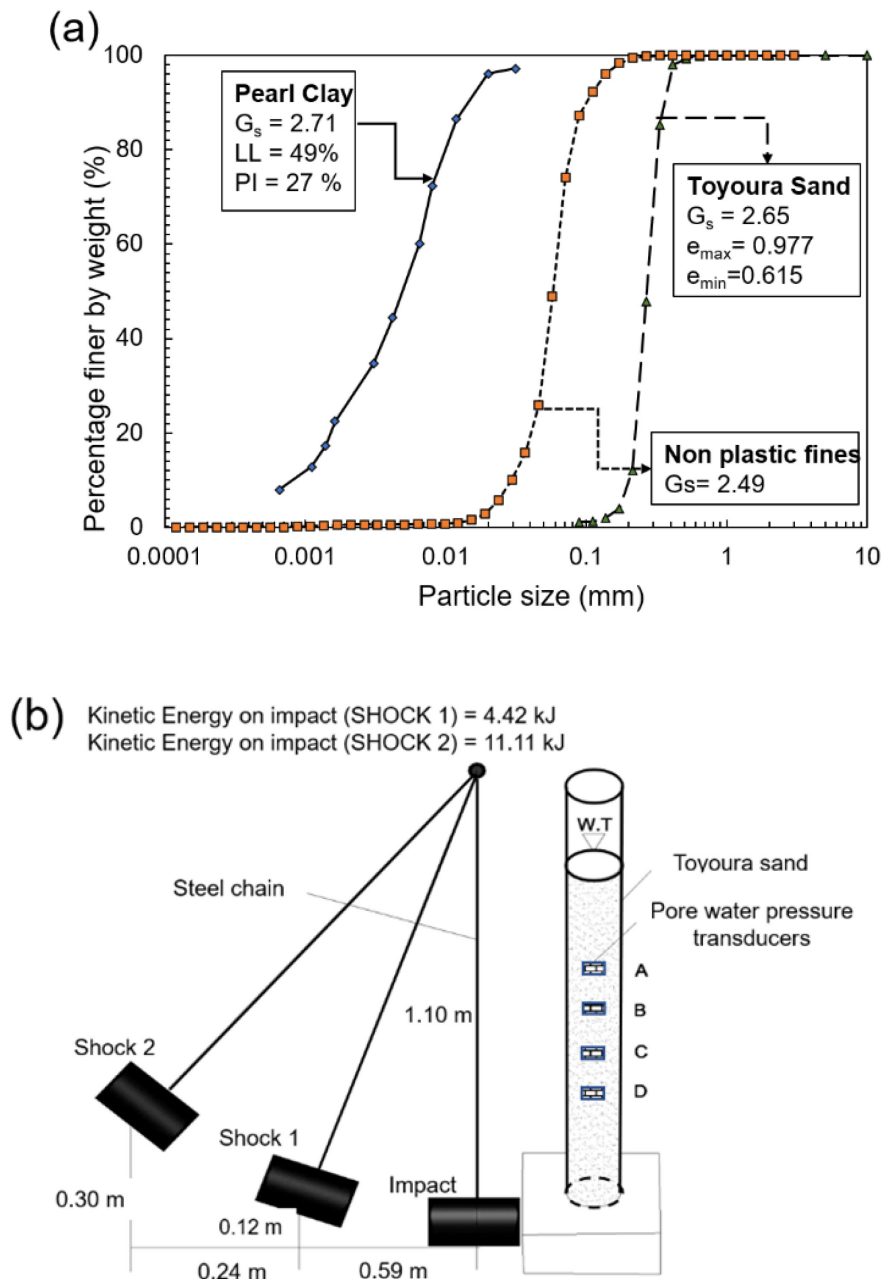 (a)
100
80
60
40
20
0
Percentage finer by weight (%)
Pearl Clay
Gs = 2.71
LL = 49%
PI = 27 %
Toyoura Sand
Gs = 2.65
emax= 0.977
emin=0.615
Non plastic fines
Gs= 2.49
0.0001 0.001 0.01 0.1 1 10
Particle size (mm)
(b)
Kinetic Energy on impact (SHOCK 1) = 4.42 kJ
Kinetic Energy on impact (SHOCK 2) = 11.11 kJ
W.T
Toyoura sand
Steel chain
Pore water pressure
transducers
A
B
C
D
1.10 m
Shock 2
Shock 1
Impact
0.30 m
0.12 m
0.24 m
0.59 m